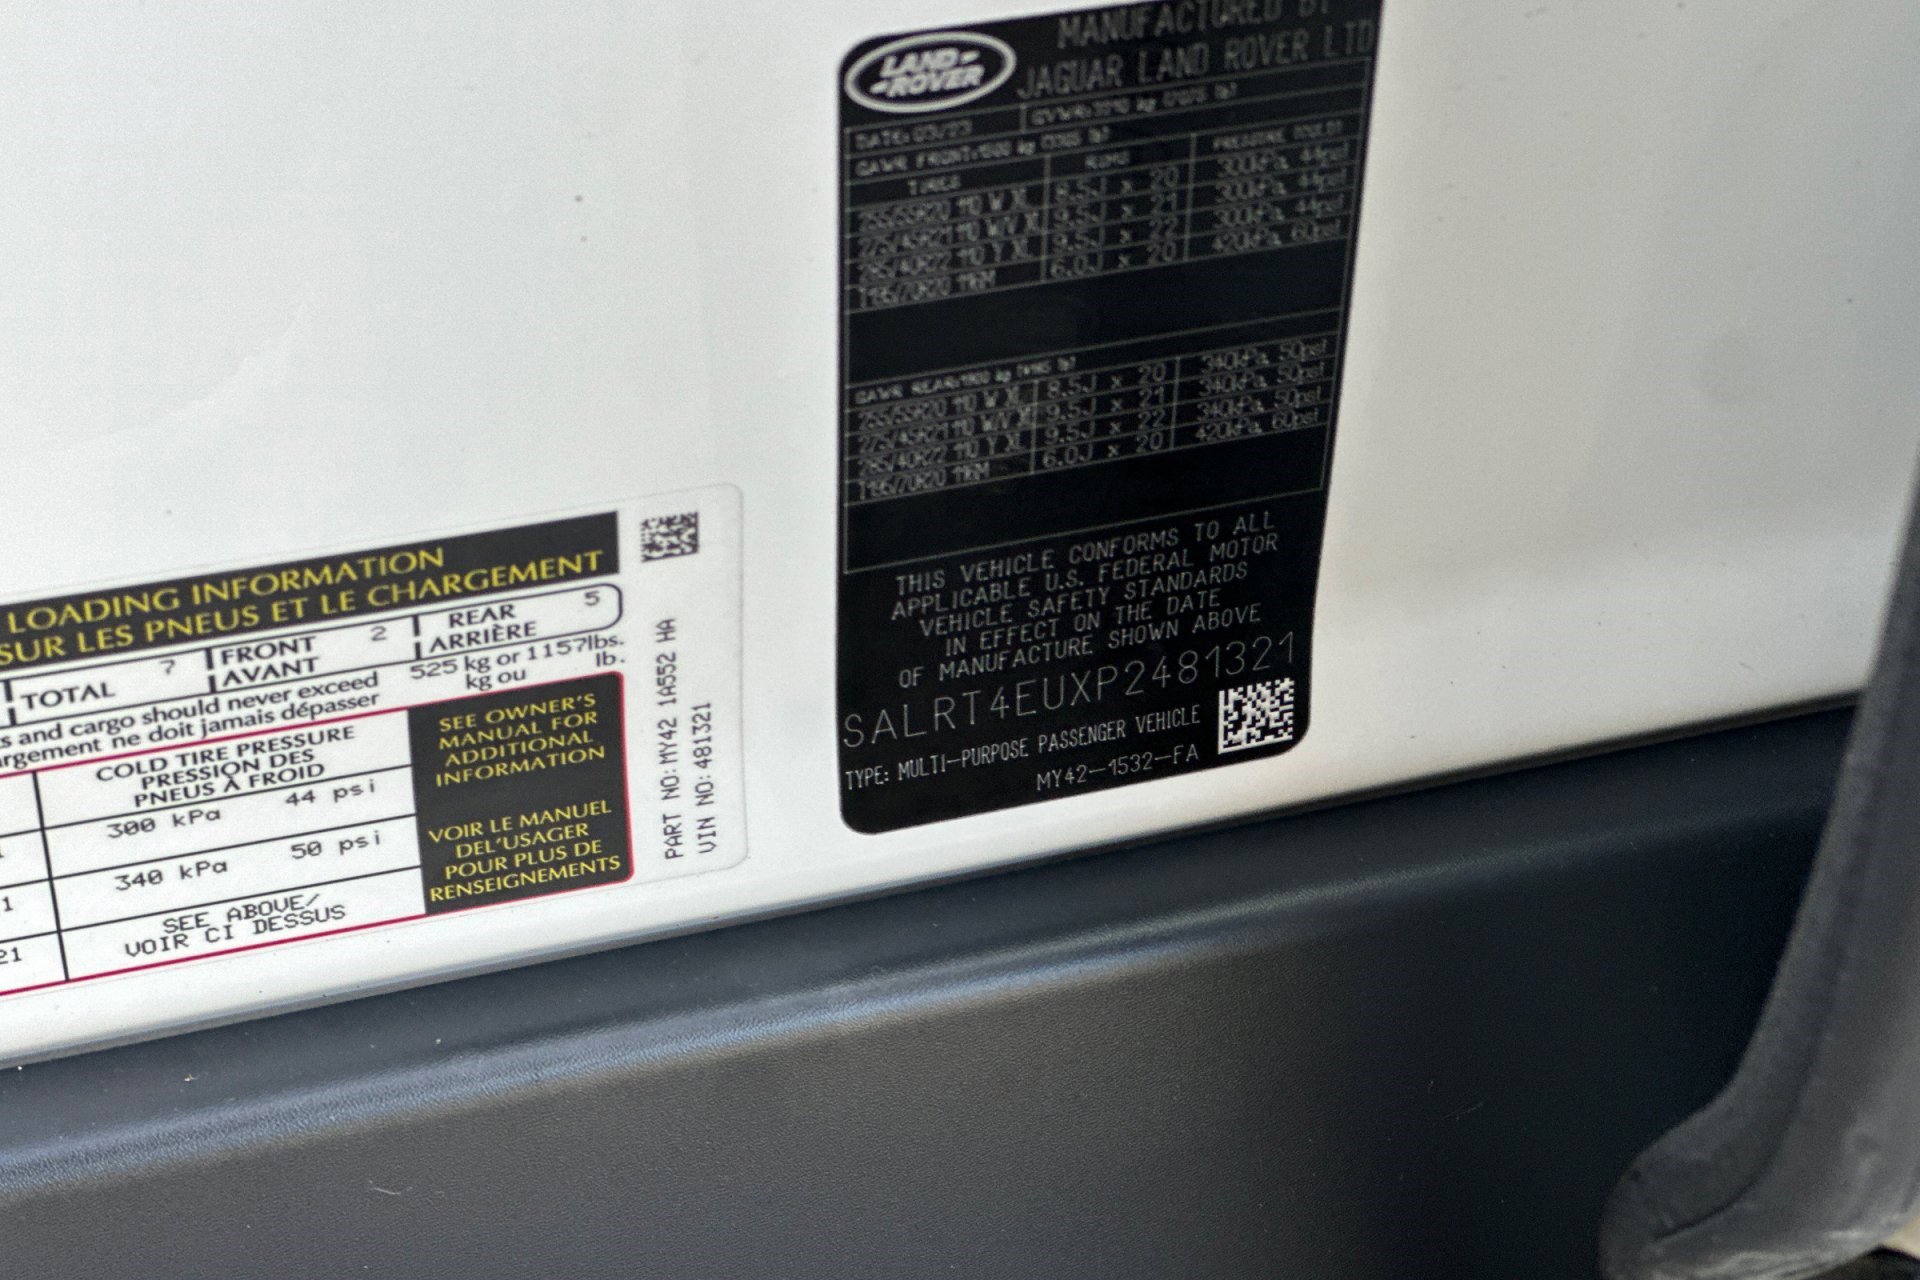 LAND-
-ROVER
MANUFACTURED BY
JAGUAR LAND ROVER LTD
DATE: 03/23
TIRES RIMS
255/55R20 110 W XL 8.5J x 20 300kPa, 44psi
275/45R21 110 W/V XL 9.5J x 21 300kPa, 44psi
285/40R22 110 Y XL 9.5J x 22 300kPa, 44psi
6.0J x 20 420kPa, 60psi
255/55R20 110 W XL 8.5J x 20 340kPa, 50psi
275/45R21 110 W/V XL 9.5J x 21 340kPa, 50psi
285/40R22 110 Y XL 9.5J x 22 340kPa, 50psi
6.0J x 20 420kPa, 60psi
THIS VEHICLE CONFORMS TO ALL
APPLICABLE U.S. FEDERAL MOTOR
VEHICLE SAFETY STANDARDS
IN EFFECT ON THE DATE
OF MANUFACTURE SHOWN ABOVE
SALRT4EUXP2481321
TYPE: MULTI-PURPOSE PASSENGER VEHICLE
MY42-1532-FA
LOADING INFORMATION
SUR LES PNEUS ET LE CHARGEMENT
TOTAL 7 FRONT 2 REAR 5
AVANT ARRIÈRE
and cargo should never exceed 525 kg or 1157lbs.
ne doit jamais dépasser kg ou lb.
COLD TIRE PRESSURE
PRESSION DES
PNEUS À FROID
300 kPa 44 psi
340 kPa 50 psi
SEE ABOVE/
VOIR CI DESSUS
1
21
SEE OWNER'S
MANUAL FOR
ADDITIONAL
INFORMATION
VOIR LE MANUEL
DEL'USAGER
POUR PLUS DE
RENSEIGNEMENTS
PART NO: MY42 1A552 HA
VIN NO: 481321